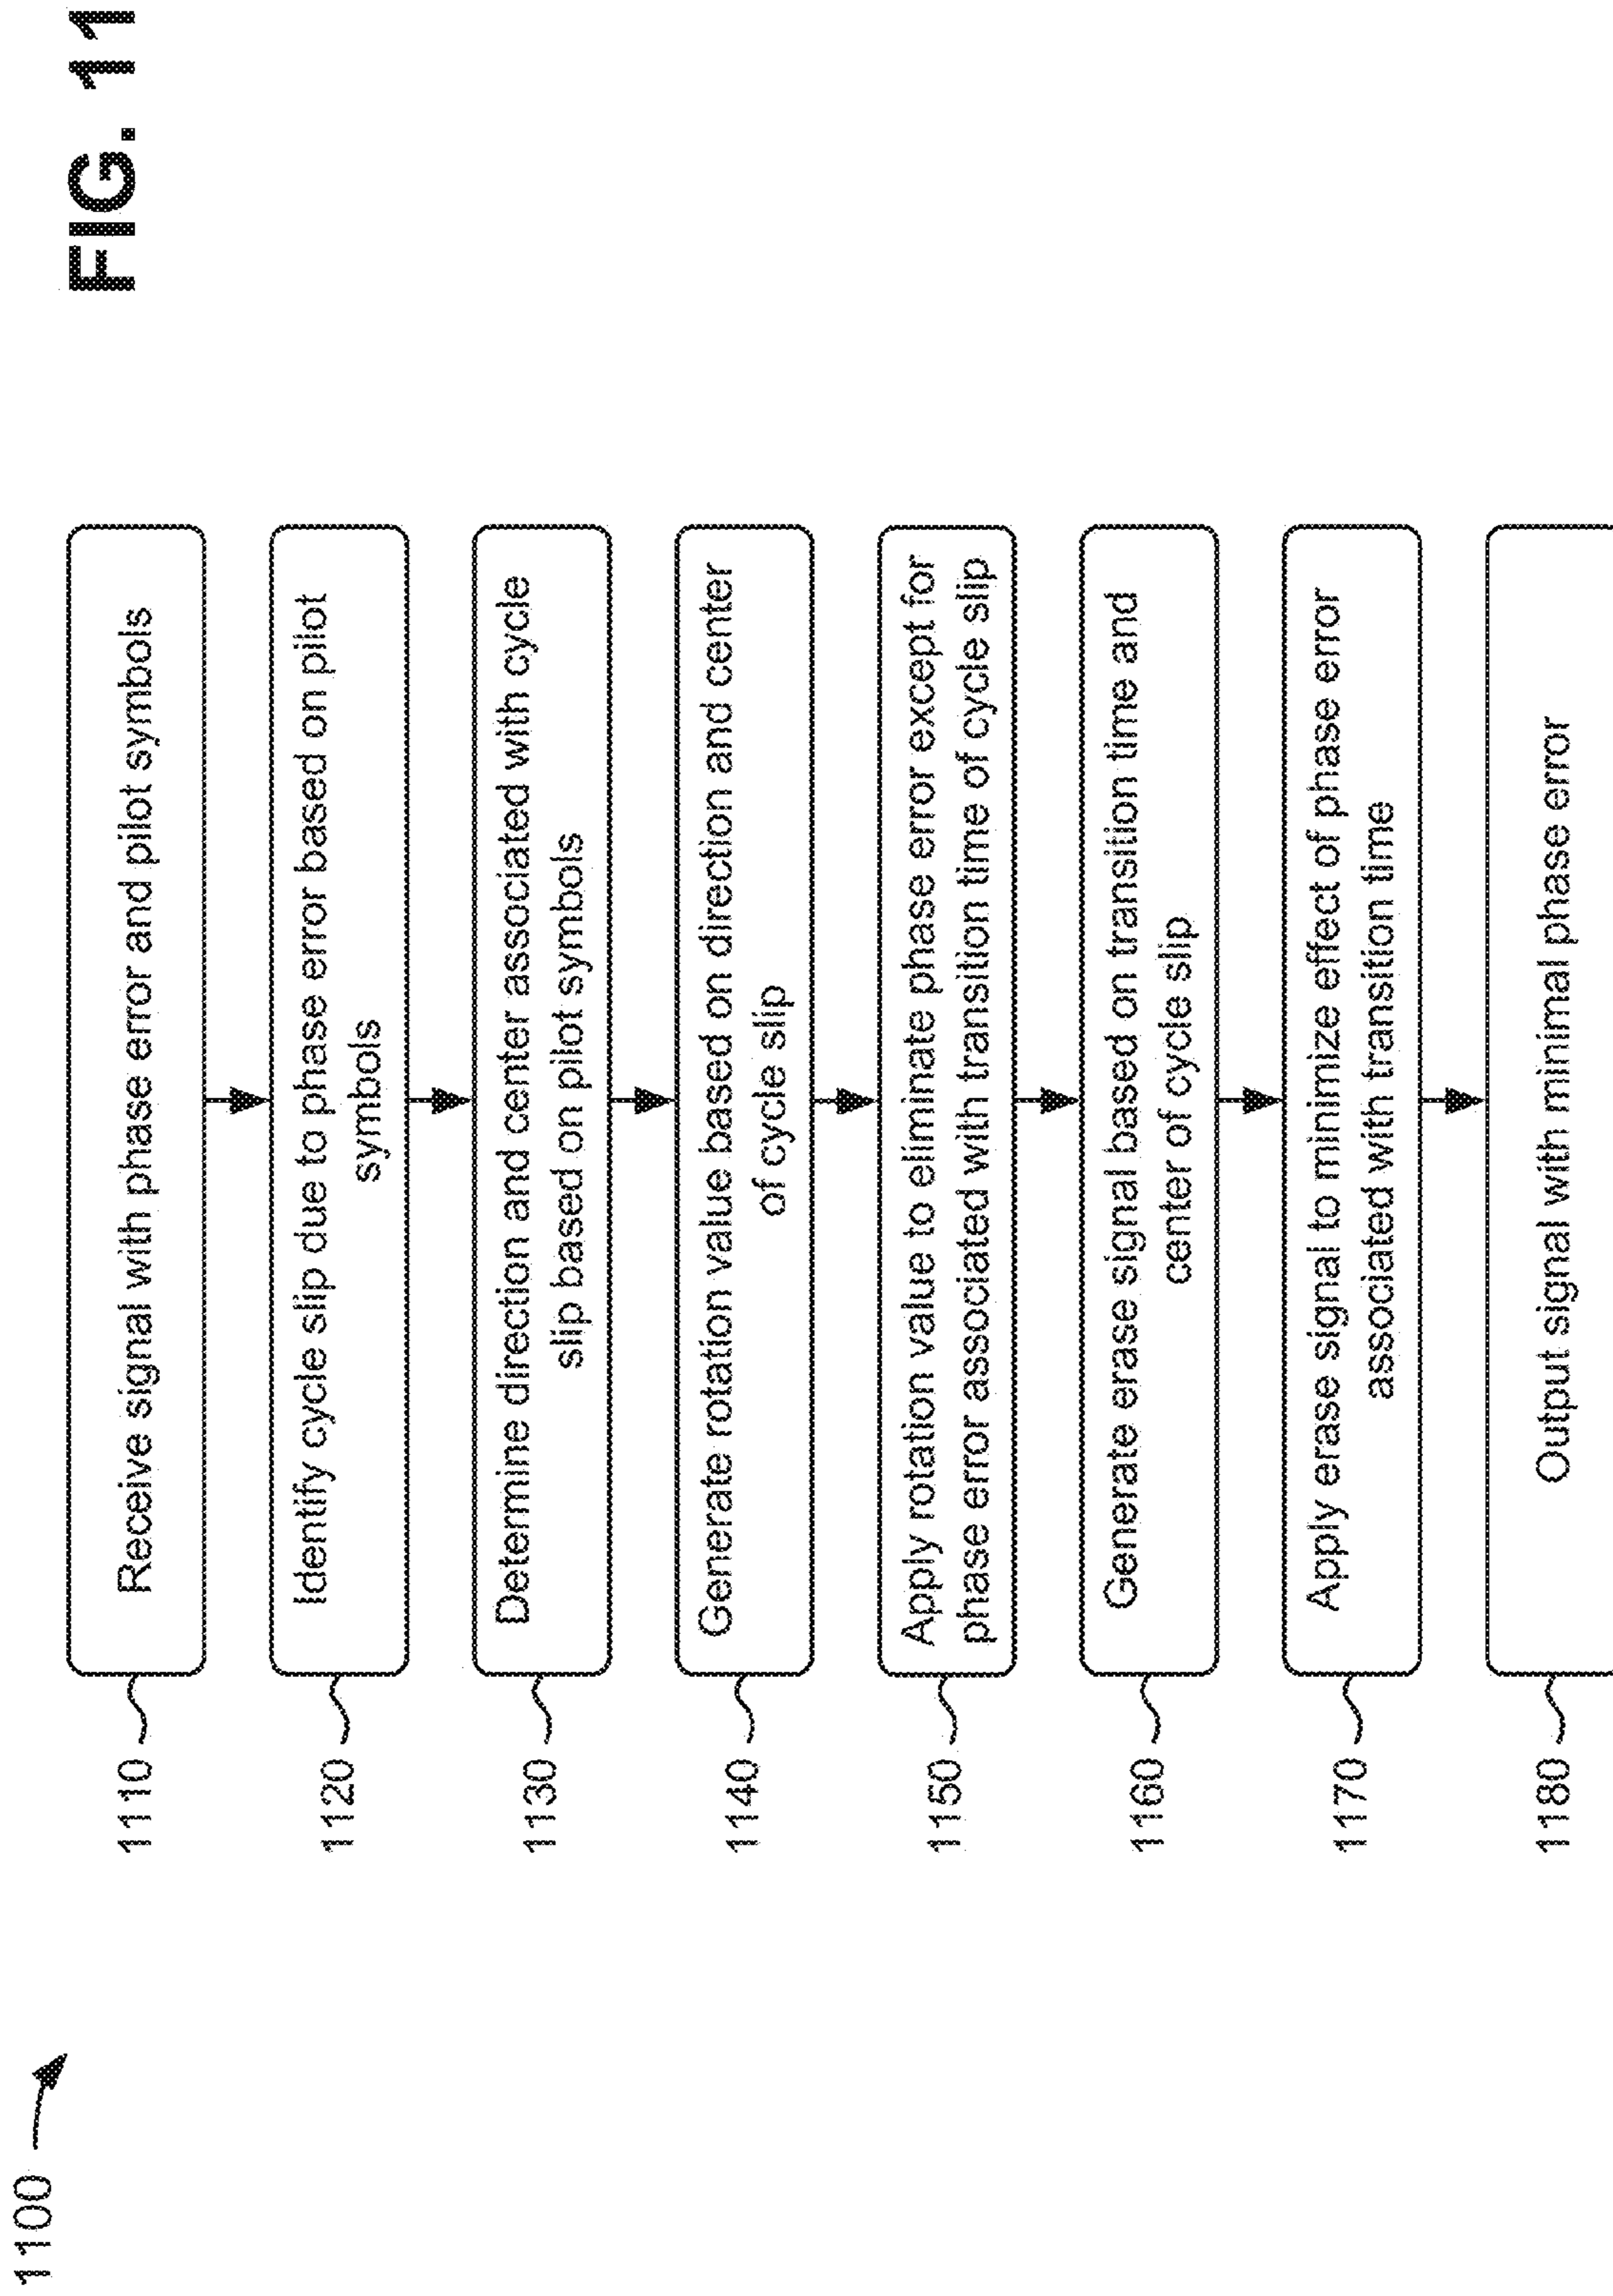 1100
FIG. 11
1110
Receive signal with phase error and pilot symbols
1120
Identify cycle slip due to phase error based on pilot
symbols
1130
Determine direction and center associated with cycle
slip based on pilot symbols
1140
Generate rotation value based on direction and center
of cycle slip
1150
Apply rotation value to eliminate phase error except for
phase error associated with transition time of cycle slip
1160
Generate erase signal based on transition time and
center of cycle slip
1170
Apply erase signal to minimize effect of phase error
associated with transition time
1180
Output signal with minimal phase error